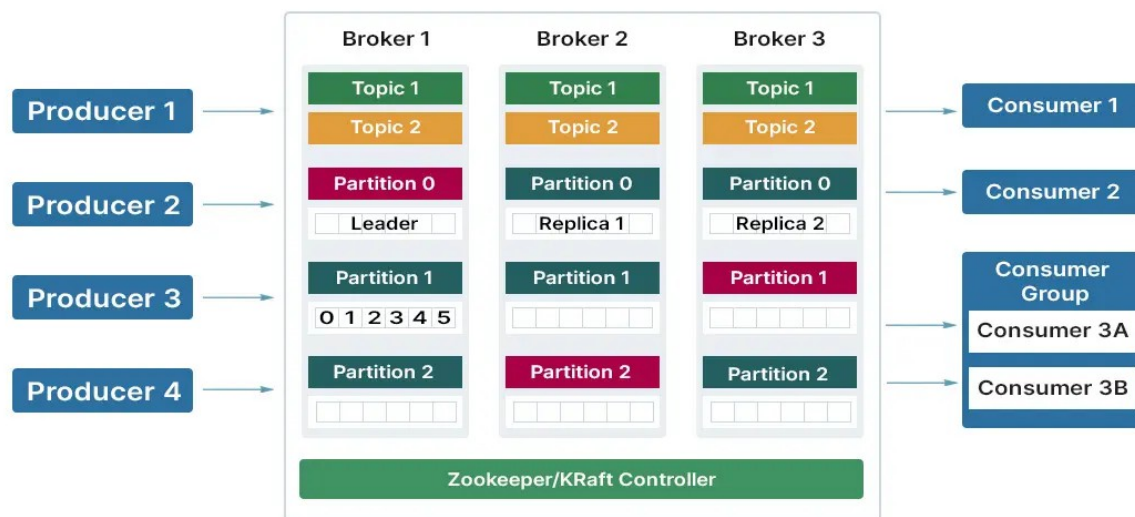 Broker 1
Broker 2
Broker 3
Producer 1
Producer 2
Producer 3
Producer 4
Topic 1
Topic 2
Partition 0
Leader
Partition 1
0 1 2 3 4 5
Partition 2
Topic 1
Topic 2
Partition 0
Replica 1
Partition 1
Partition 2
Topic 1
Topic 2
Partition 0
Replica 2
Partition 1
Partition 2
Zookeeper/KRaft Controller
Consumer 1
Consumer 2
Consumer
Group
Consumer 3A
Consumer 3B